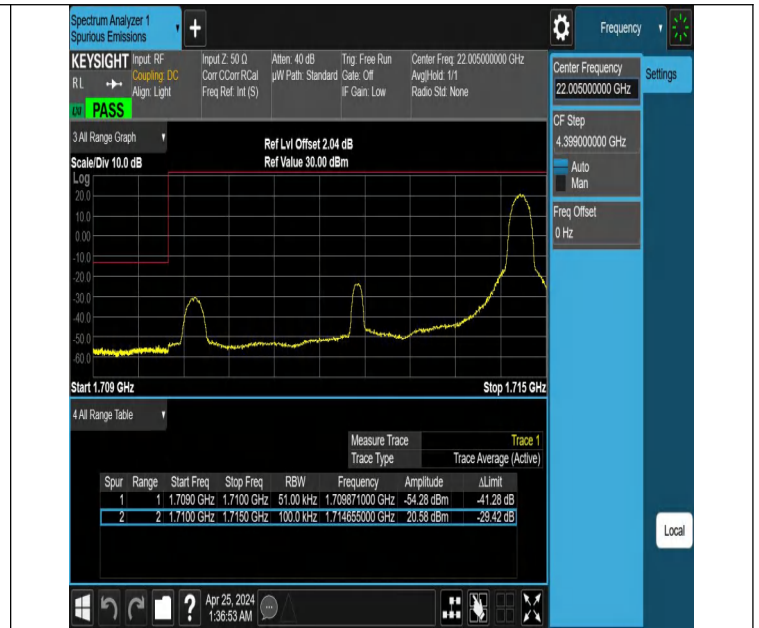 Spectrum Analyzer 1
Spurious Emissions
+
Frequency
KEYSIGHT
RL
PASS
Input: RF
Coupling: DC
Align: Light
Input Z: 50 Ω
Corr CCorr RCal
Freq Ref: Int (S)
Atten: 40 dB
µW Path: Standard
Trig: Free Run
Gate: Off
IF Gain: Low
Center Freq: 22.005000000 GHz
Avg|Hold: 1/1
Radio Std: None
Center Frequency
22.005000000 GHz
Settings
CF Step
4.399000000 GHz
Auto
Man
Freq Offset
0 Hz
3 All Range Graph
Scale/Div 10.0 dB
Ref Lvl Offset 2.04 dB
Ref Value 30.00 dBm
Log
20.0
10.0
0.00
-10.0
-20.0
-30.0
-40.0
-50.0
-60.0
Start 1.709 GHz
Stop 1.715 GHz
4 All Range Table
Measure Trace Trace 1
Trace Type Trace Average (Active)
Spur Range Start Freq Stop Freq RBW Frequency Amplitude ΔLimit
1 1 1.7090 GHz 1.7100 GHz 51.00 kHz 1.709871000 GHz -54.28 dBm -41.28 dB
2 2 1.7100 GHz 1.7150 GHz 100.0 kHz 1.714655000 GHz 20.58 dBm -29.42 dB
Local
?
Apr 25, 2024
1:36:53 AM